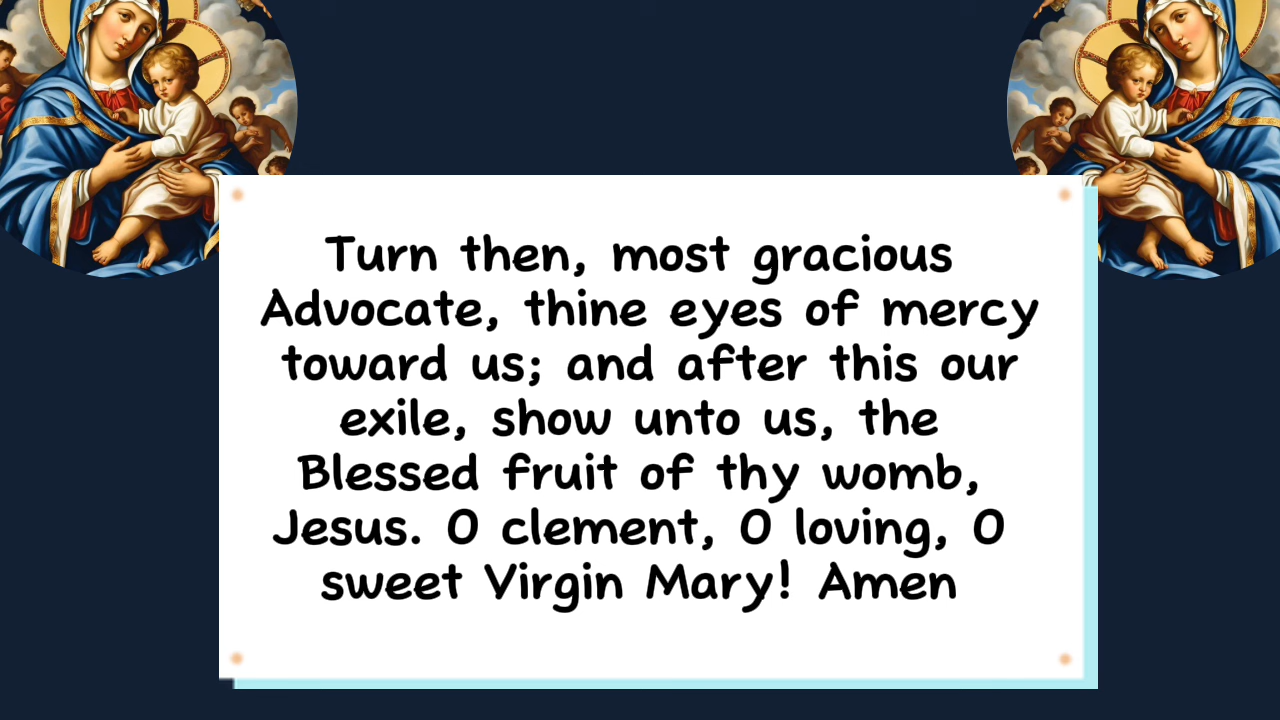 Turn then, most gracious
Advocate, thine eyes of mercy
toward us; and after this our
exile, show unto us, the
Blessed fruit of thy womb,
Jesus. O clement, O loving, O
sweet Virgin Mary! Amen